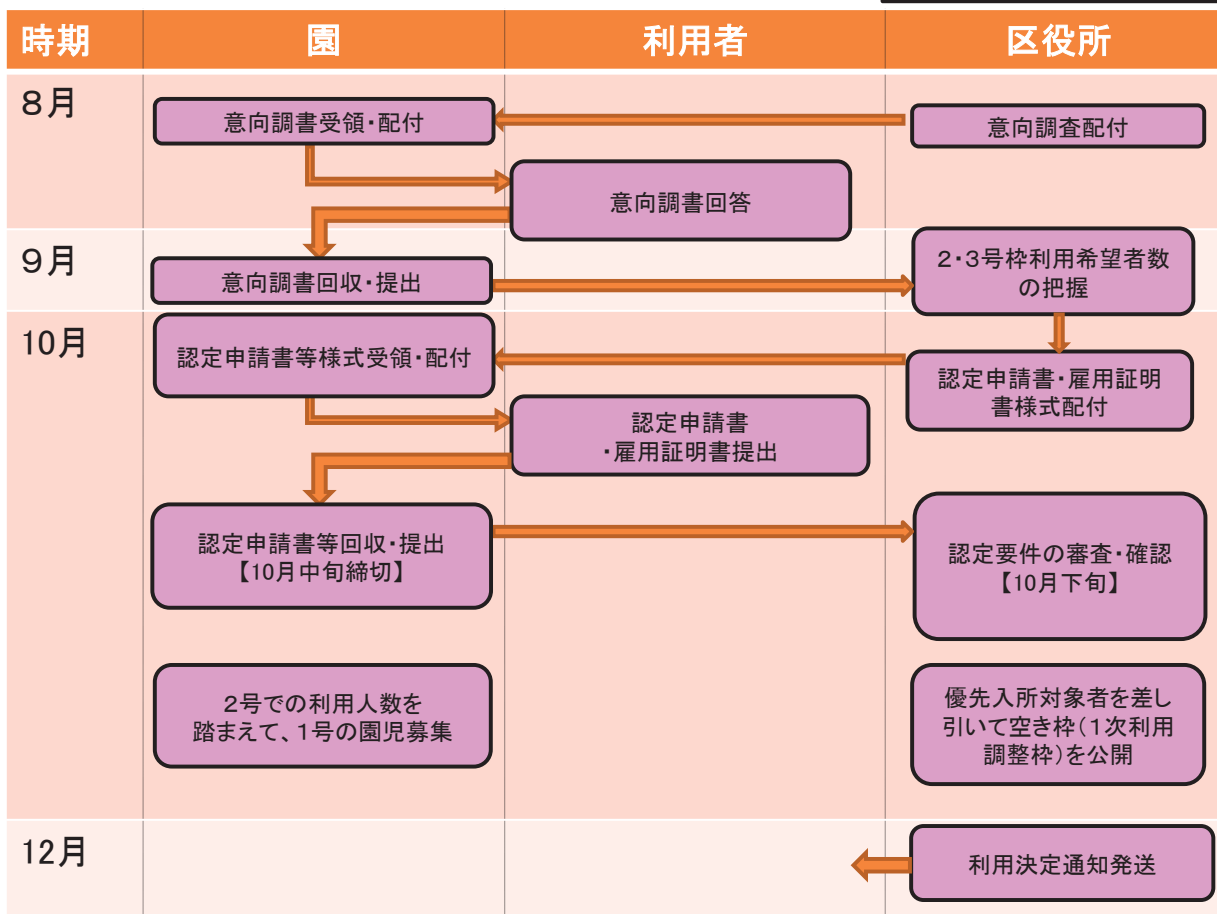 時期
園
利用者
区役所
８月
意向調書受領・配付
意向調査配付
意向調書回答
９月
意向調書回収・提出
２・３号枠利用希望者数
の把握
10月
認定申請書等様式受領・配付
認定申請書・雇用証明
書様式配付
認定申請書
・雇用証明書提出
認定申請書等回収・提出
【10月中旬締切】
認定要件の審査・確認
【10月下旬】
２号での利用人数を
踏まえて、１号の園児募集
優先入所対象者を差し
引いて空き枠（１次利用
調整枠）を公開
12月
利用決定通知発送